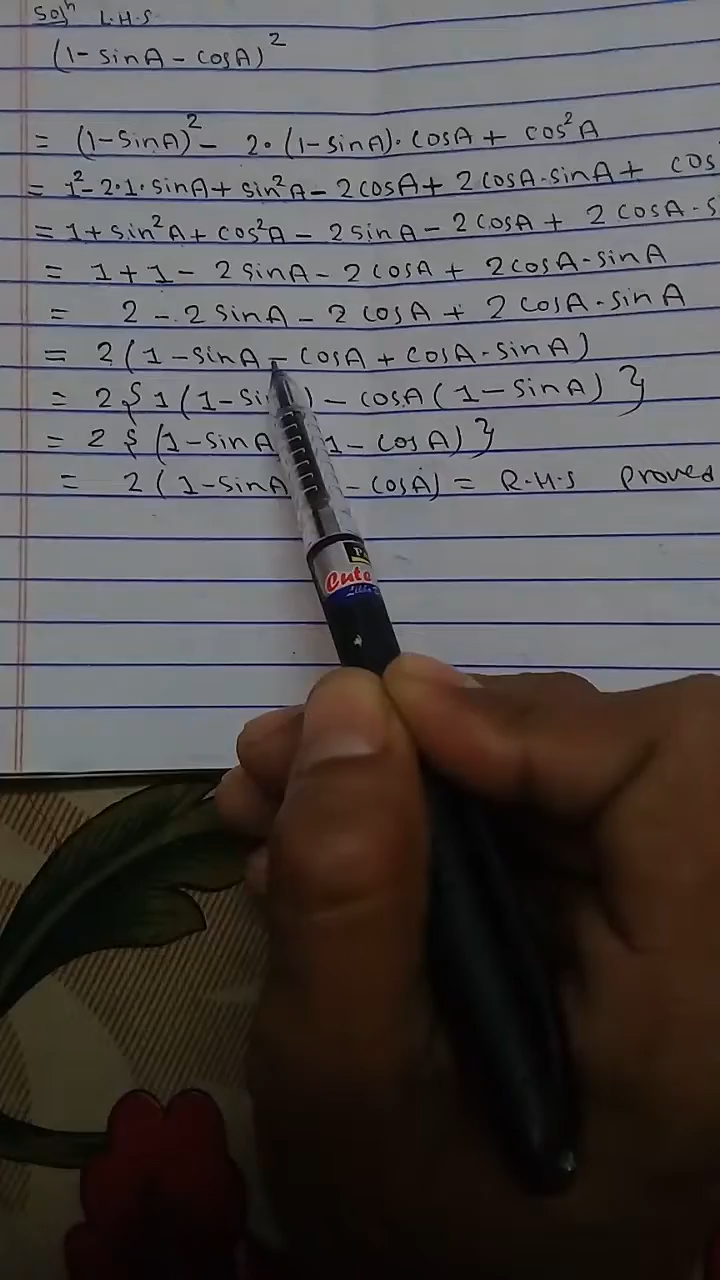 Solⁿ L.H.S
(1-sinA-cosA)²
= (1-sinA)² - 2·(1-sinA)·cosA + cos²A
= 1² - 2·1·sinA + sin²A - 2cosA + 2cosA·sinA + cos
= 1 + sin²A + cos²A - 2sinA - 2cosA + 2cosA·s
= 1 + 1 - 2sinA - 2cosA + 2cosA·sinA
= 2 - 2sinA - 2cosA + 2cosA·sinA
= 2(1-sinA-cosA + cosA·sinA)
= 2{1(1-sin ) - cosA(1-sinA)}
= 2{(1-sinA 1-cosA)}
= 2(1-sinA -cosA) = R.H.S Proved
Cute